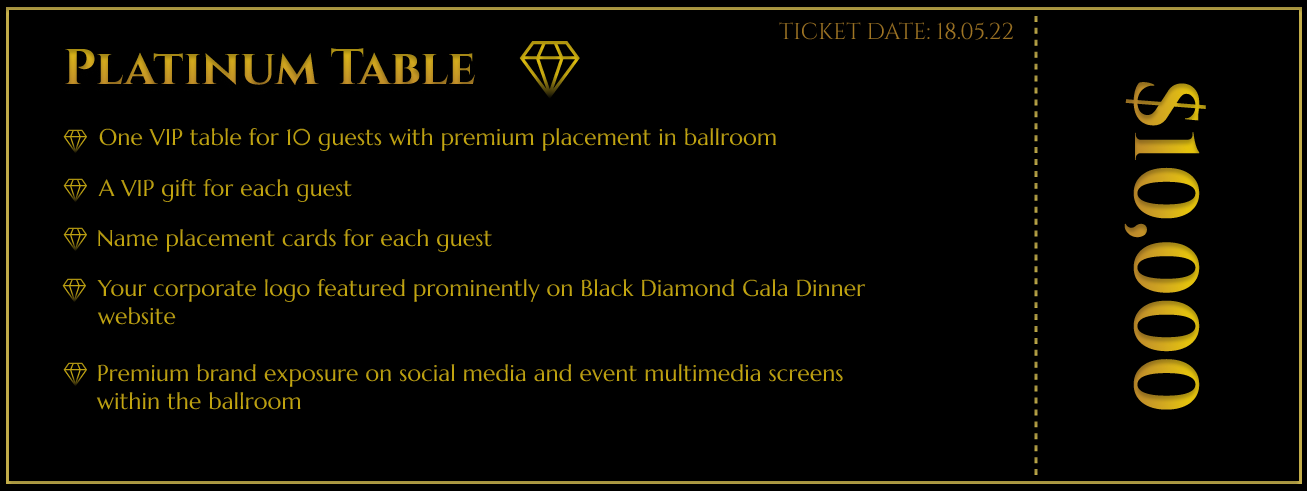 TICKET DATE: 18.05.22
Platinum Table
One VIP table for 10 guests with premium placement in ballroom
A VIP gift for each guest
Name placement cards for each guest
Your corporate logo featured prominently on Black Diamond Gala Dinner
website
Premium brand exposure on social media and event multimedia screens
within the ballroom
$10,000